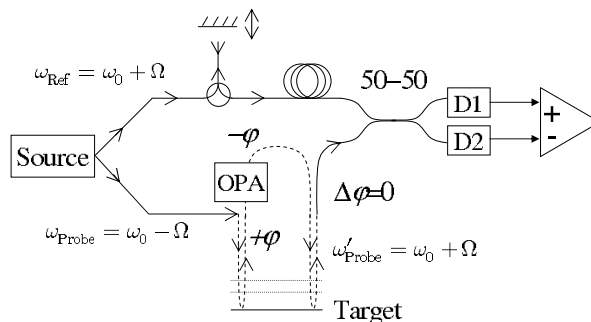 ω_Ref = ω_0 + Ω
50–50
D1
+
Source
–φ
D2
-
OPA
Δφ=0
ω_Probe = ω_0 − Ω
+φ
ω′_Probe = ω_0 + Ω
Target